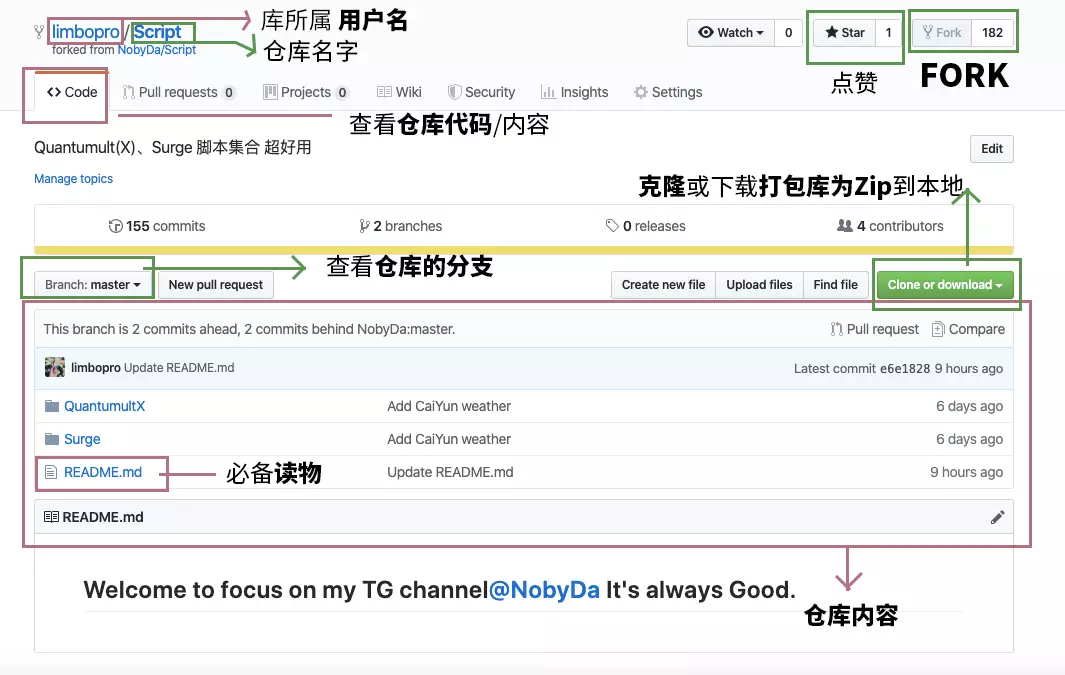 limbopro / Script
库所属 用户名
Watch 0
Star 1
Fork 182
forked from NobyDa/Script
仓库名字
点赞
FORK
Code
Pull requests 0
Projects 0
Wiki
Security
Insights
Settings
查看仓库代码/内容
Quantumult(X)、Surge 脚本集合 超好用
Edit
Manage topics
克隆或下载打包库为Zip到本地
155 commits
2 branches
0 releases
4 contributors
查看仓库的分支
Branch: master
New pull request
Create new file
Upload files
Find file
Clone or download
This branch is 2 commits ahead, 2 commits behind NobyDa:master.
Pull request
Compare
limbopro Update README.md
Latest commit e6e1828 9 hours ago
QuantumultX
Add CaiYun weather
6 days ago
Surge
Add CaiYun weather
6 days ago
README.md
必备读物
Update README.md
9 hours ago
README.md
Welcome to focus on my TG channel@NobyDa It's always Good.
仓库内容